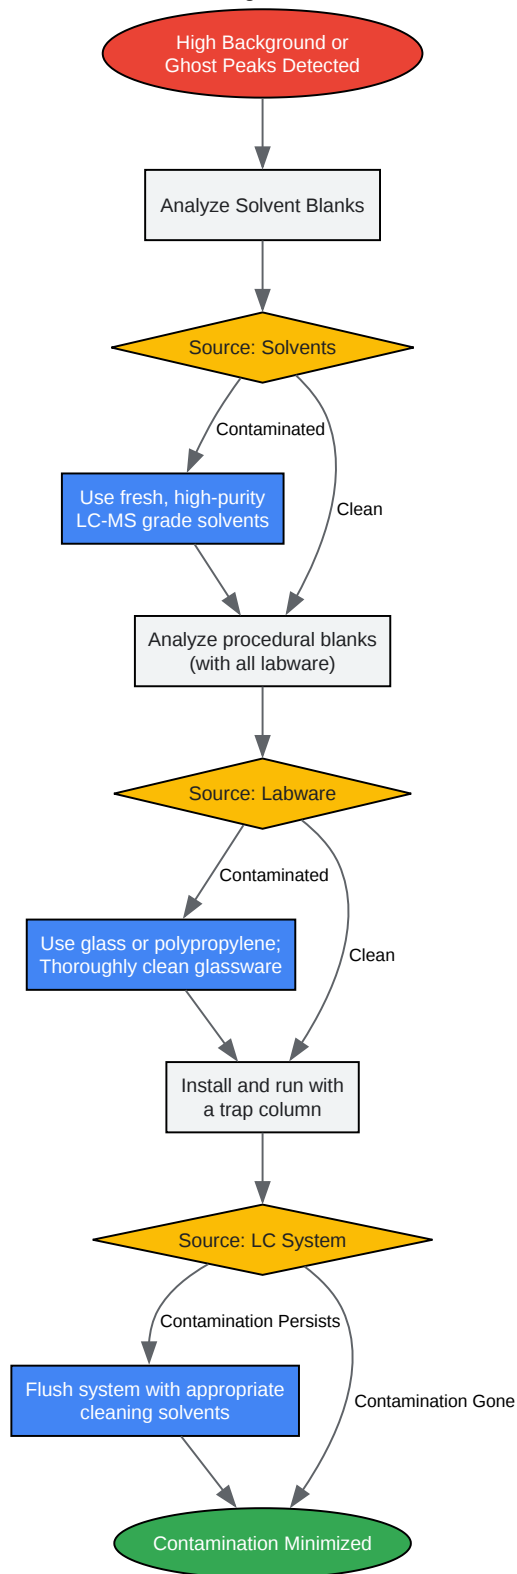 High Background or
Ghost Peaks Detected
Analyze Solvent Blanks
Source: Solvents
Contaminated
Use fresh, high-purity
LC-MS grade solvents
Clean
Analyze procedural blanks
(with all labware)
Source: Labware
Contaminated
Use glass or polypropylene;
Thoroughly clean glassware
Clean
Install and run with
a trap column
Source: LC System
Contamination Persists
Flush system with appropriate
cleaning solvents
Contamination Gone
Contamination Minimized